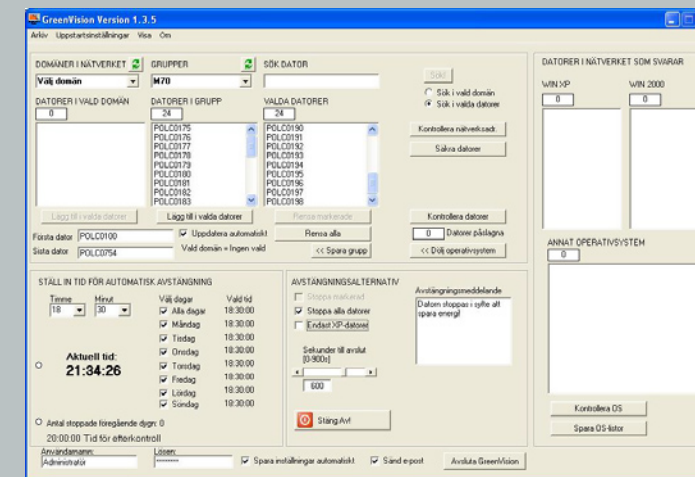 GreenVision Version 1.3.5
Arkiv Uppstartsinställningar Visa Om
DOMÄNER I NÄTVERKET
Välj domän
GRUPPER
M70
SÖK DATOR
Sök!
Sök i vald domän
Sök i valda datorer
DATORER I VALD DOMÄN
0
DATORER I GRUPP
24
POLC0175
POLC0176
POLC0177
POLC0178
POLC0179
POLC0180
POLC0181
POLC0182
POLC0183
VALDA DATORER
24
POLC0190
POLC0191
POLC0192
POLC0193
POLC0194
POLC0195
POLC0196
POLC0197
POLC0198
Kontrollera nätverksadr.
Säkra datorer
Lägg till i valda datorer
Lägg till i valda datorer
Rensa markerade
Kontrollera datorer
Första dator POLC0100
Sista dator POLC0754
Uppdatera automatiskt
Vald domän = Ingen vald
Rensa alla
<< Spara grupp
0 Datorer påslagna
<< Dölj operativsystem
DATORER I NÄTVERKET SOM SVARAR
WIN XP
0
WIN 2000
0
ANNAT OPERATIVSYSTEM
0
Kontrollera OS
Spara OS-listor
STÄLL IN TID FÖR AUTOMATISK AVSTÄNGNING
Timme Minut Välj dagar Vald tid
18 30 Alla dagar 18:30:00
Måndag 18:30:00
Tisdag 18:30:00
Onsdag 18:30:00
Torsdag 18:30:00
Fredag 18:30:00
Lördag 18:30:00
Söndag 18:30:00
Aktuell tid:
21:34:26
Antal stoppade föregående dygn: 0
20:00:00 Tid för efterkontroll
AVSTÄNGNINGSALTERNATIV
Stoppa markerad
Stoppa alla datorer
Endast XP-datorer
Sekunder till avslut
[0-900s]
600
Stäng Av!
Avstängningsmeddelande
Datorn stoppas i syfte att
spara energi!
Användarnamn:
Administratör
Lösen:
********
Spara inställningar automatiskt
Sänd e-post
Avsluta GreenVision